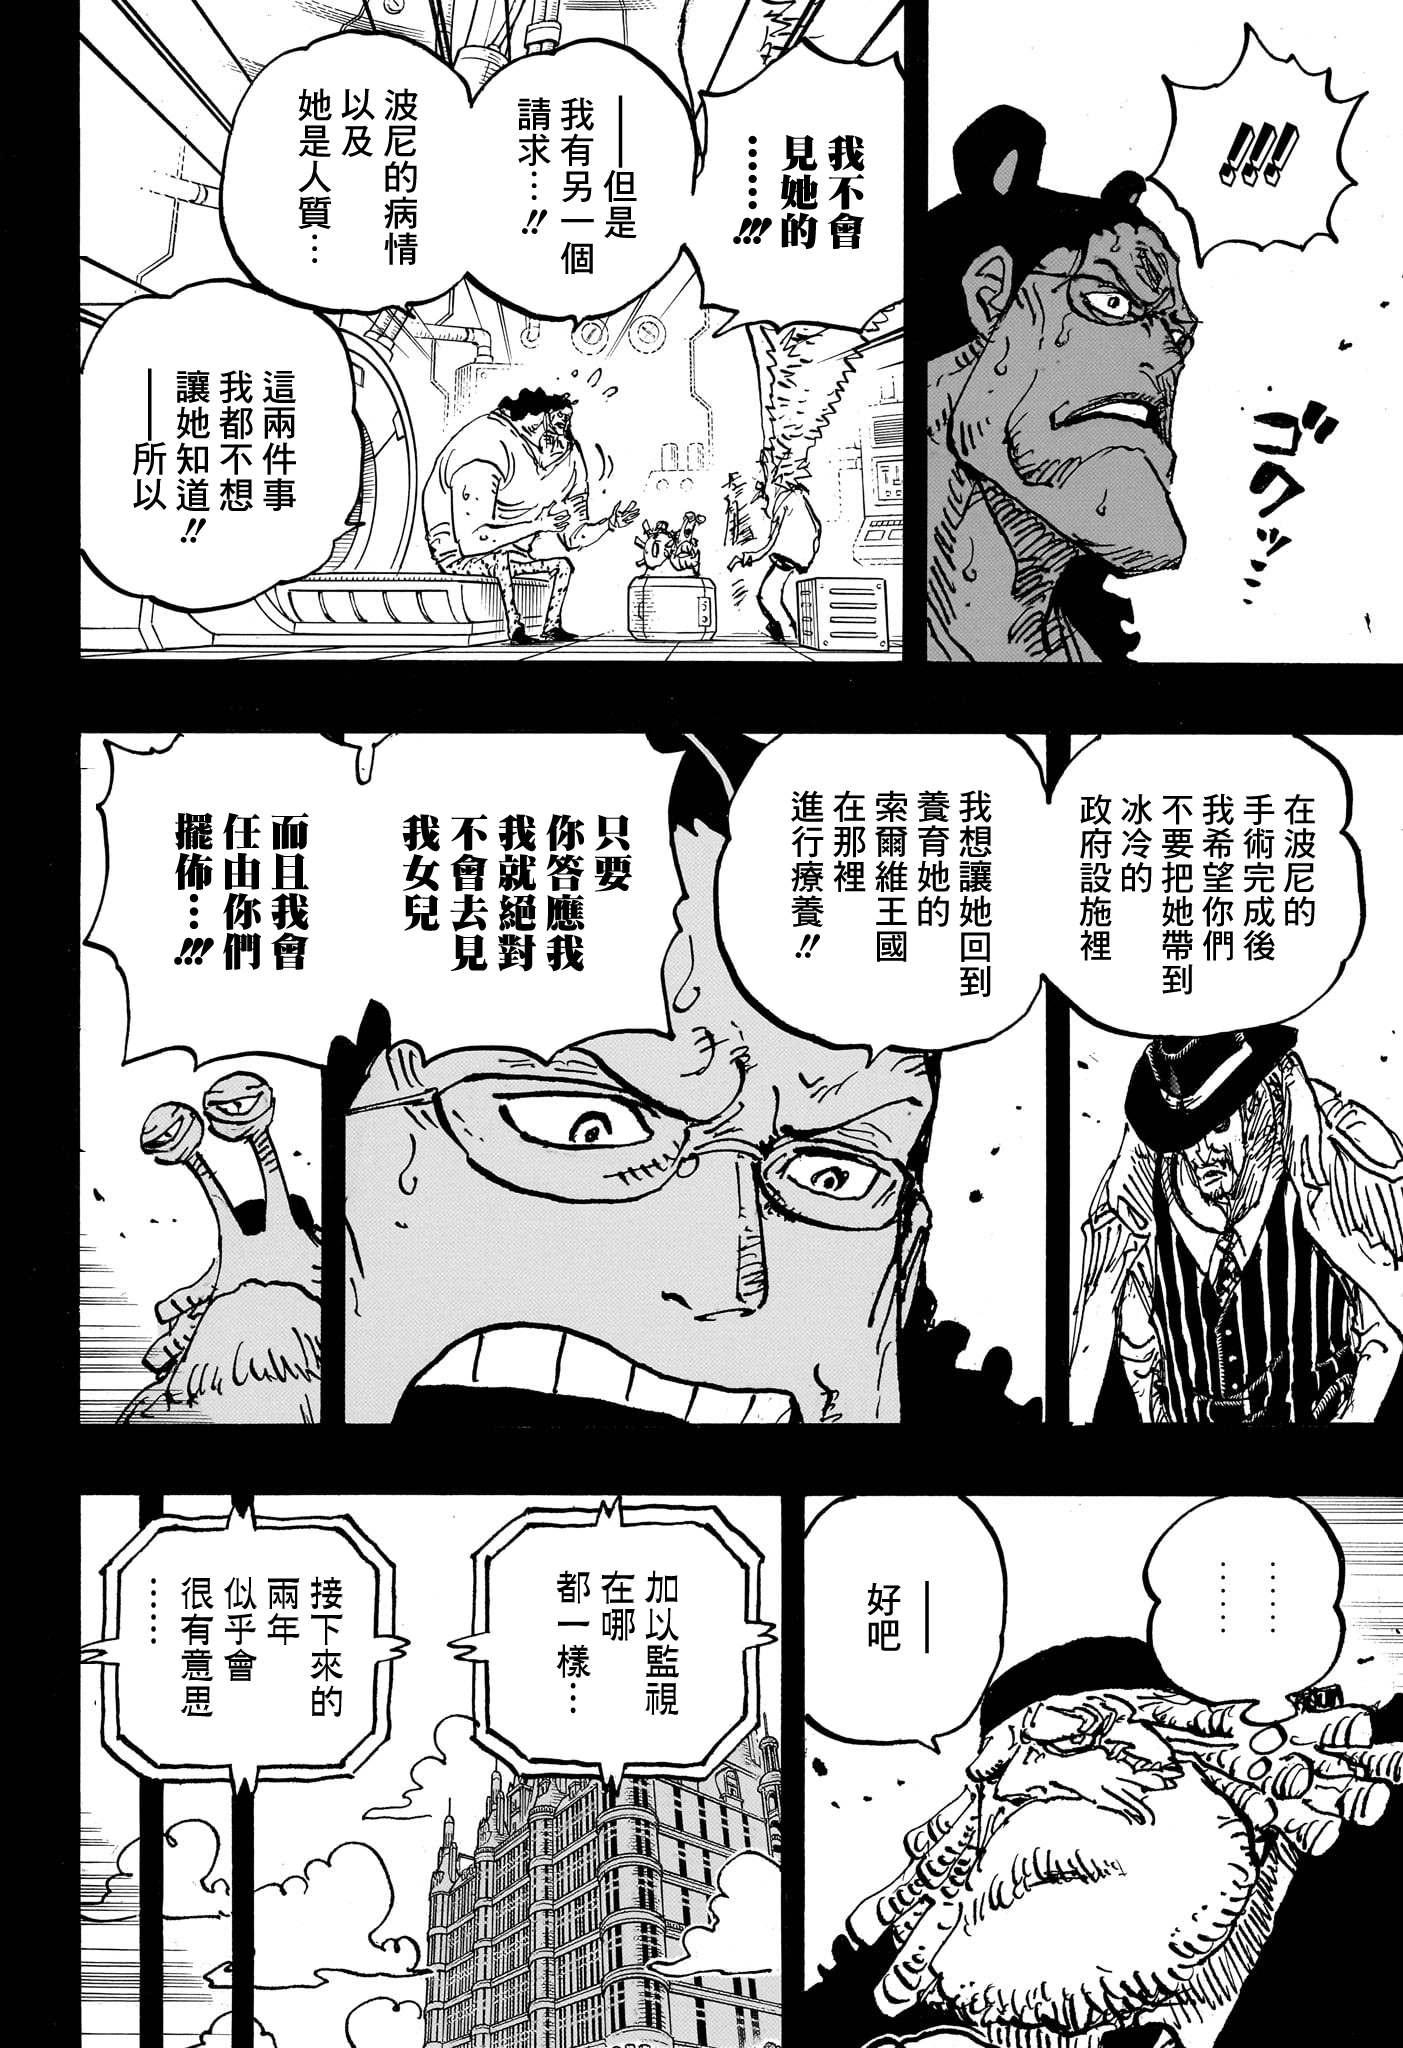 !!!
ゴクッ…
我不會
見她的
……!!!
——但是
我有另一個
請求…!!
波尼的病情
以及
她是人質…
這兩件事
我都不想
讓她知道!!
——所以
在波尼的
手術完成後
我希望你們
不要把她帶到
冰冷的
政府設施裡
我想讓她回到
養育她的
索爾維王國
在那裡
進行療養!!
只要
你答應我
我就絕對
不會去見
我女兒
而且我會
任由你們
擺佈…!!!
……
……
——
好吧
加以監視
在哪
都一樣…
接下來的
兩年
似乎會
很有意思
……